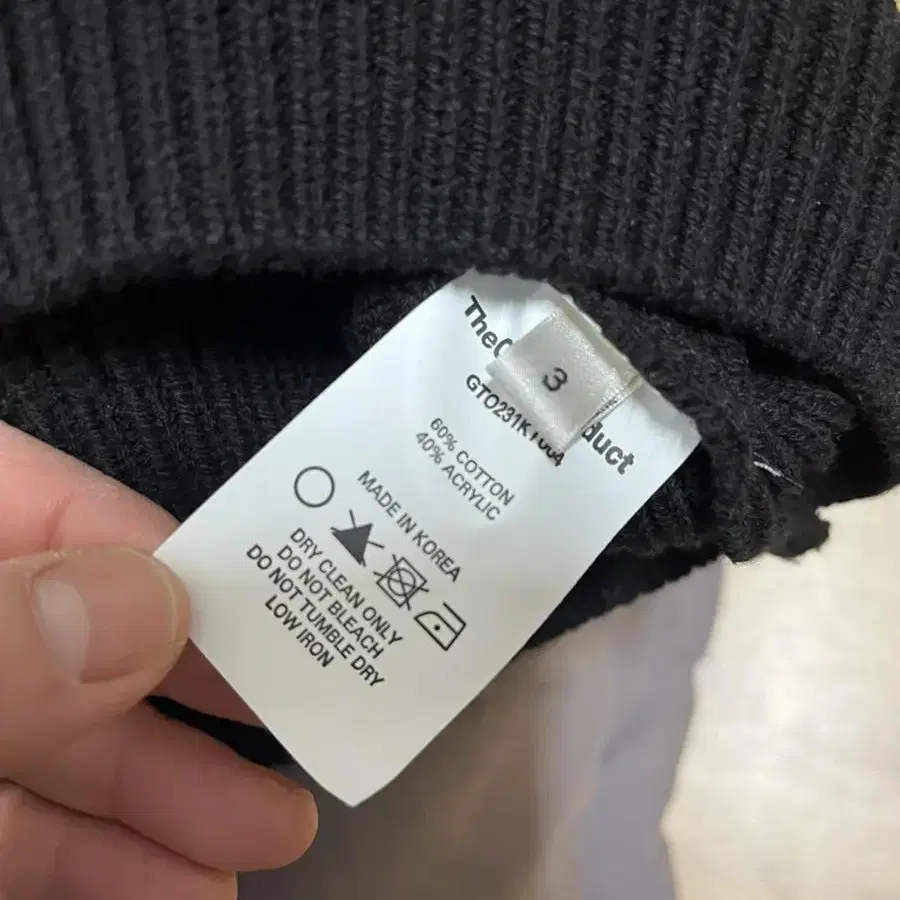 3
60% COTTON
40% ACRYLIC
MADE IN KOREA
DRY CLEAN ONLY
DO NOT BLEACH
DO NOT TUMBLE DRY
LOW IRON